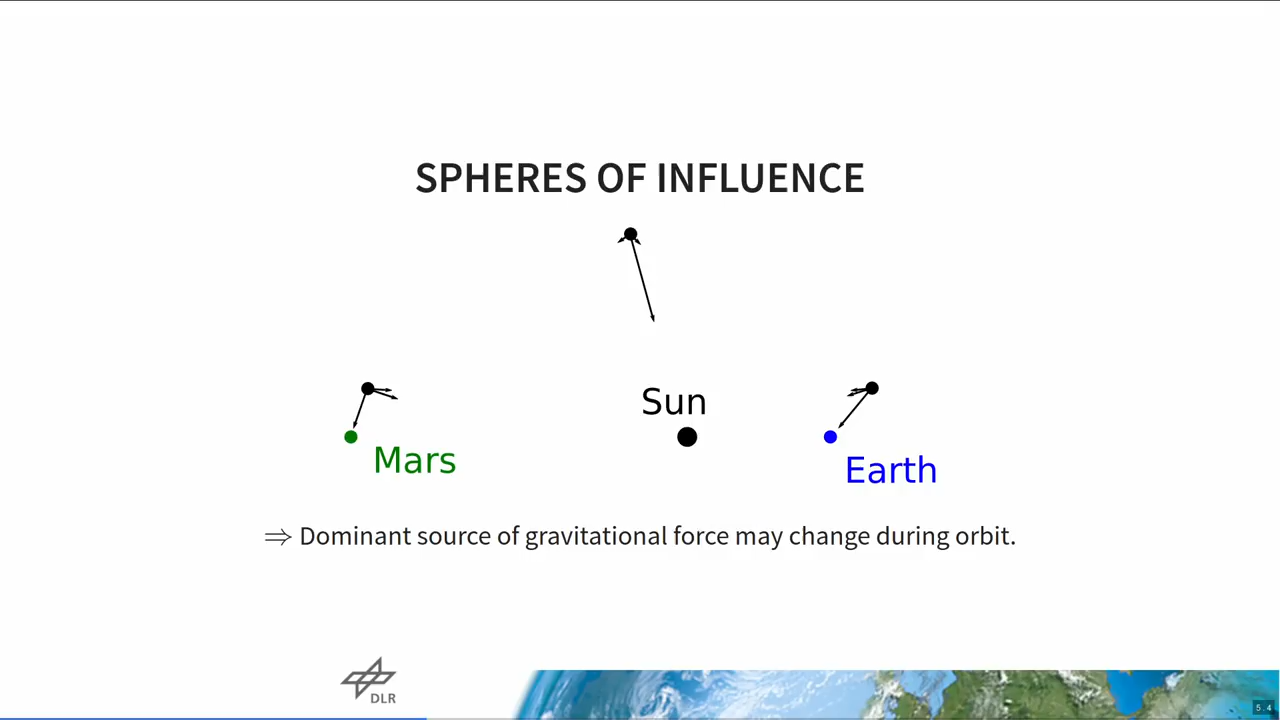 SPHERES OF INFLUENCE
Sun
Mars
Earth
⇒ Dominant source of gravitational force may change during orbit.
DLR
5.4